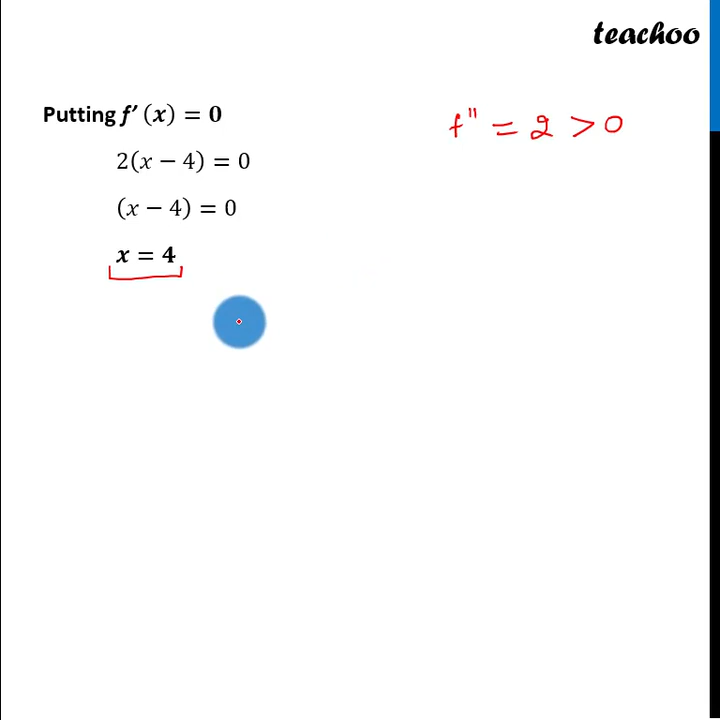 teachoo
Putting f′ (x) = 0
f" = 2 > 0
2(x − 4) = 0
(x − 4) = 0
x = 4